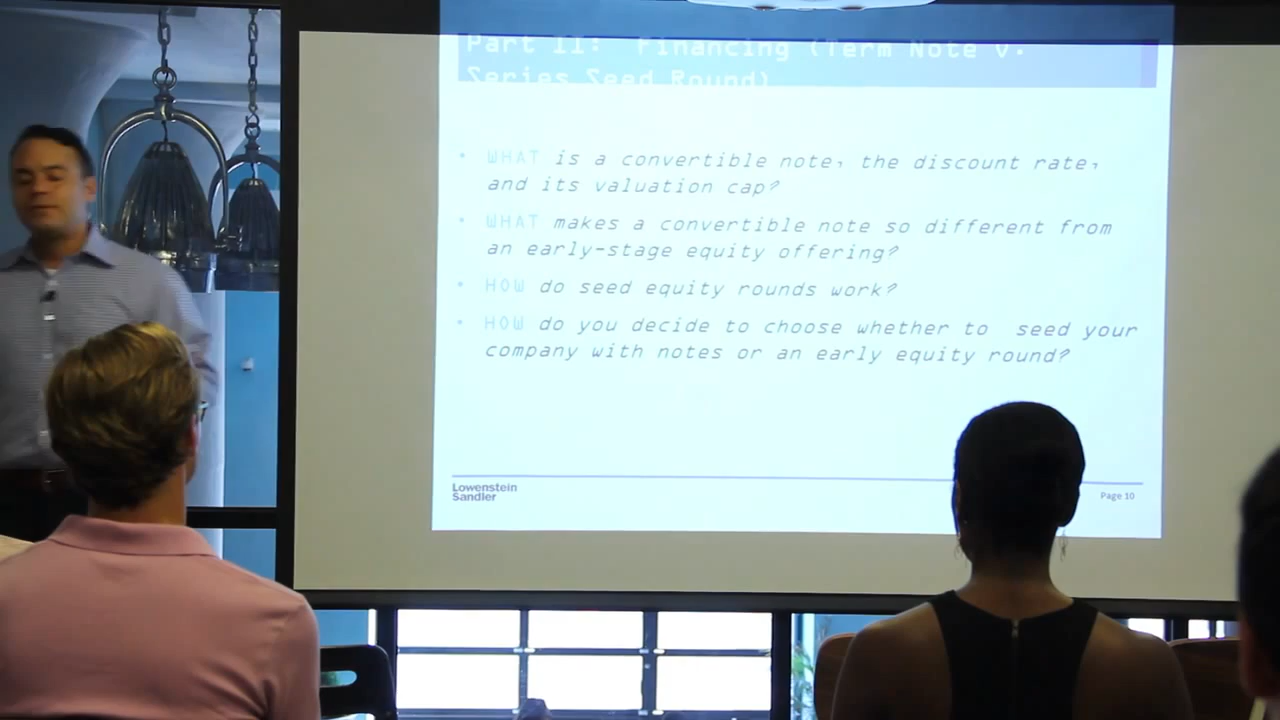 Part II: Financing (Term Note v.
Series Seed Round)
• WHAT is a convertible note, the discount rate,
and its valuation cap?
• WHAT makes a convertible note so different from
an early-stage equity offering?
• HOW do seed equity rounds work?
• HOW do you decide to choose whether to  seed your
company with notes or an early equity round?
Lowenstein
Sandler
Page 10